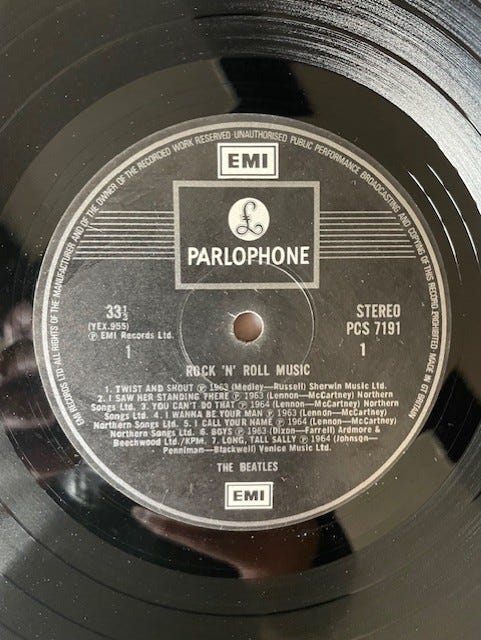 EMI RECORDS LTD ALL RIGHTS OF THE MANUFACTURER AND OF THE OWNER OF THE RECORDED WORK RESERVED UNAUTHORISED PUBLIC PERFORMANCE BROADCASTING AND COPYING OF THIS RECORD PROHIBITED MADE IN GT BRITAIN
EMI
£
PARLOPHONE
33⅓
(YEX.955)
℗ EMI Records Ltd.
1
STEREO
PCS 7191
1
ROCK 'N' ROLL MUSIC
1. TWIST AND SHOUT ℗ 1963 (Medley—Russell) Sherwin Music Ltd.
2. I SAW HER STANDING THERE ℗ 1963 (Lennon—McCartney) Northern
Songs Ltd. 3. YOU CAN'T DO THAT ℗ 1964 (Lennon—McCartney) Northern
Songs Ltd. 4. I WANNA BE YOUR MAN ℗ 1963 (Lennon—McCartney)
Northern Songs Ltd. 5. I CALL YOUR NAME ℗ 1964 (Lennon—McCartney)
Northern Songs Ltd. 6. BOYS ℗ 1963 (Dixon—Farrell) Ardmore &
Beechwood Ltd./KPM. 7. LONG, TALL SALLY ℗ 1964 (Johnson—
Penniman—Blackwell) Venice Music Ltd.
THE BEATLES
EMI